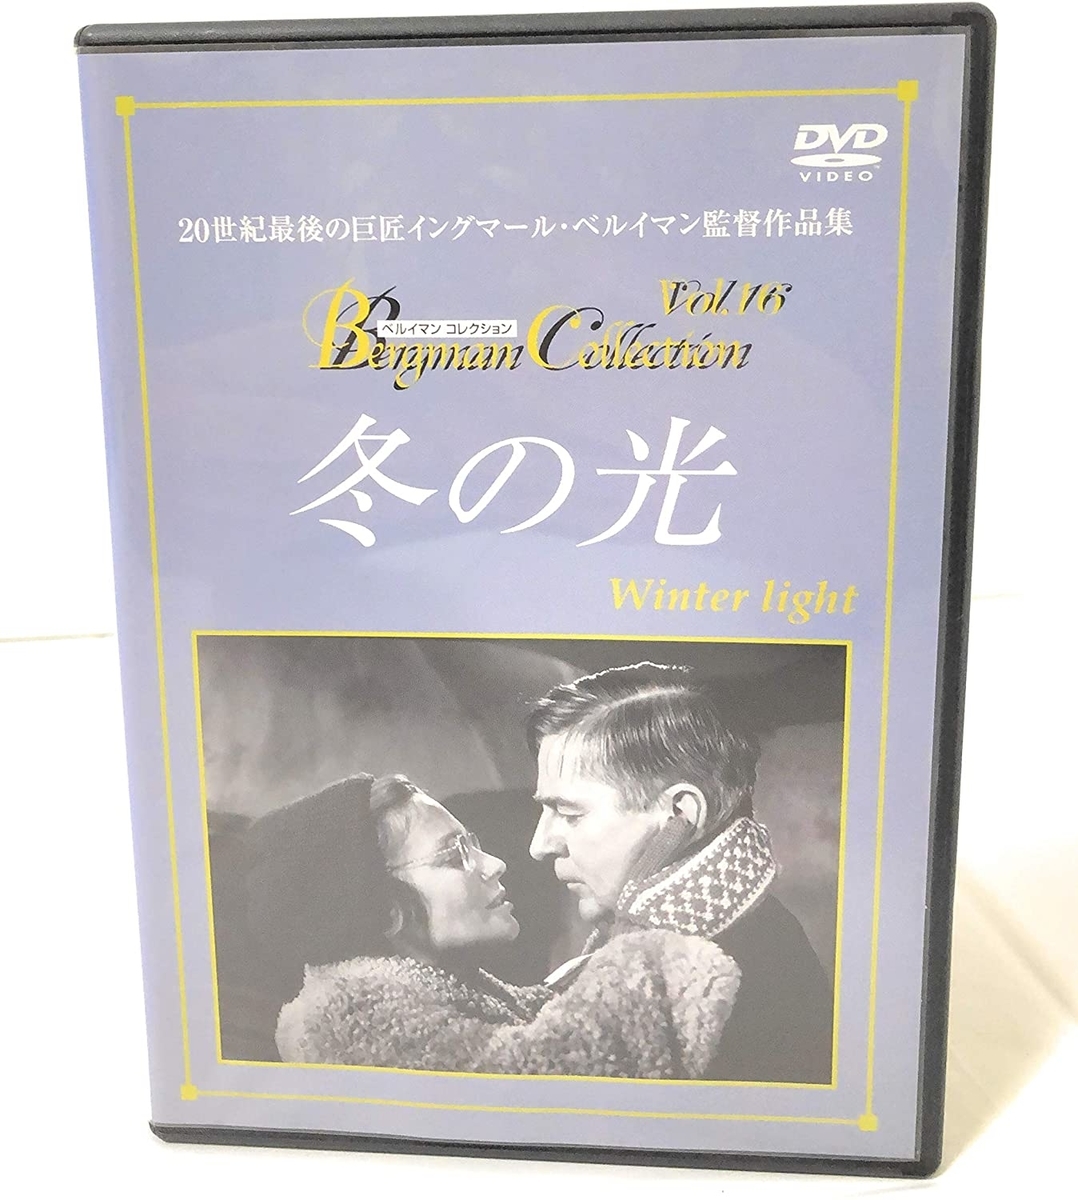 DVD
VIDEO
20世紀最後の巨匠イングマール・ベルイマン監督作品集
Vol.16
ベルイマン コレクション
Bergman Collection
冬の光
Winter light